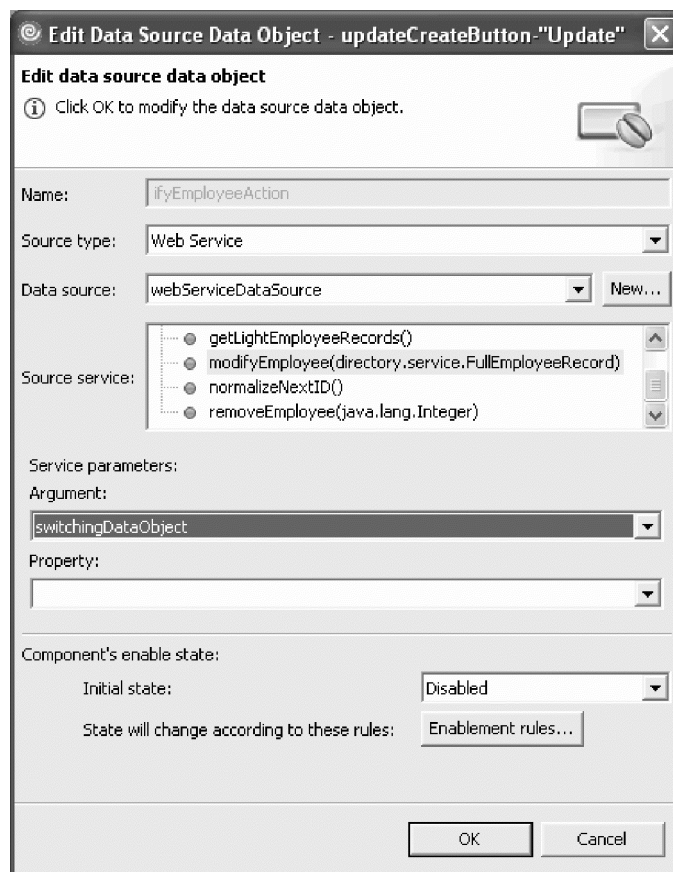 Edit Data Source Data Object - updateCreateButton-"Update"
Edit data source data object
Click OK to modify the data source data object.
Name: ifyEmployeeAction
Source type: Web Service
Data source: webServiceDataSource New...
Source service:
getLightEmployeeRecords()
modifyEmployee(directory.service.FullEmployeeRecord)
normalizeNextID()
removeEmployee(java.lang.Integer)
Service parameters:
Argument:
switchingDataObject
Property:
Component's enable state:
Initial state: Disabled
State will change according to these rules: Enablement rules...
OK Cancel